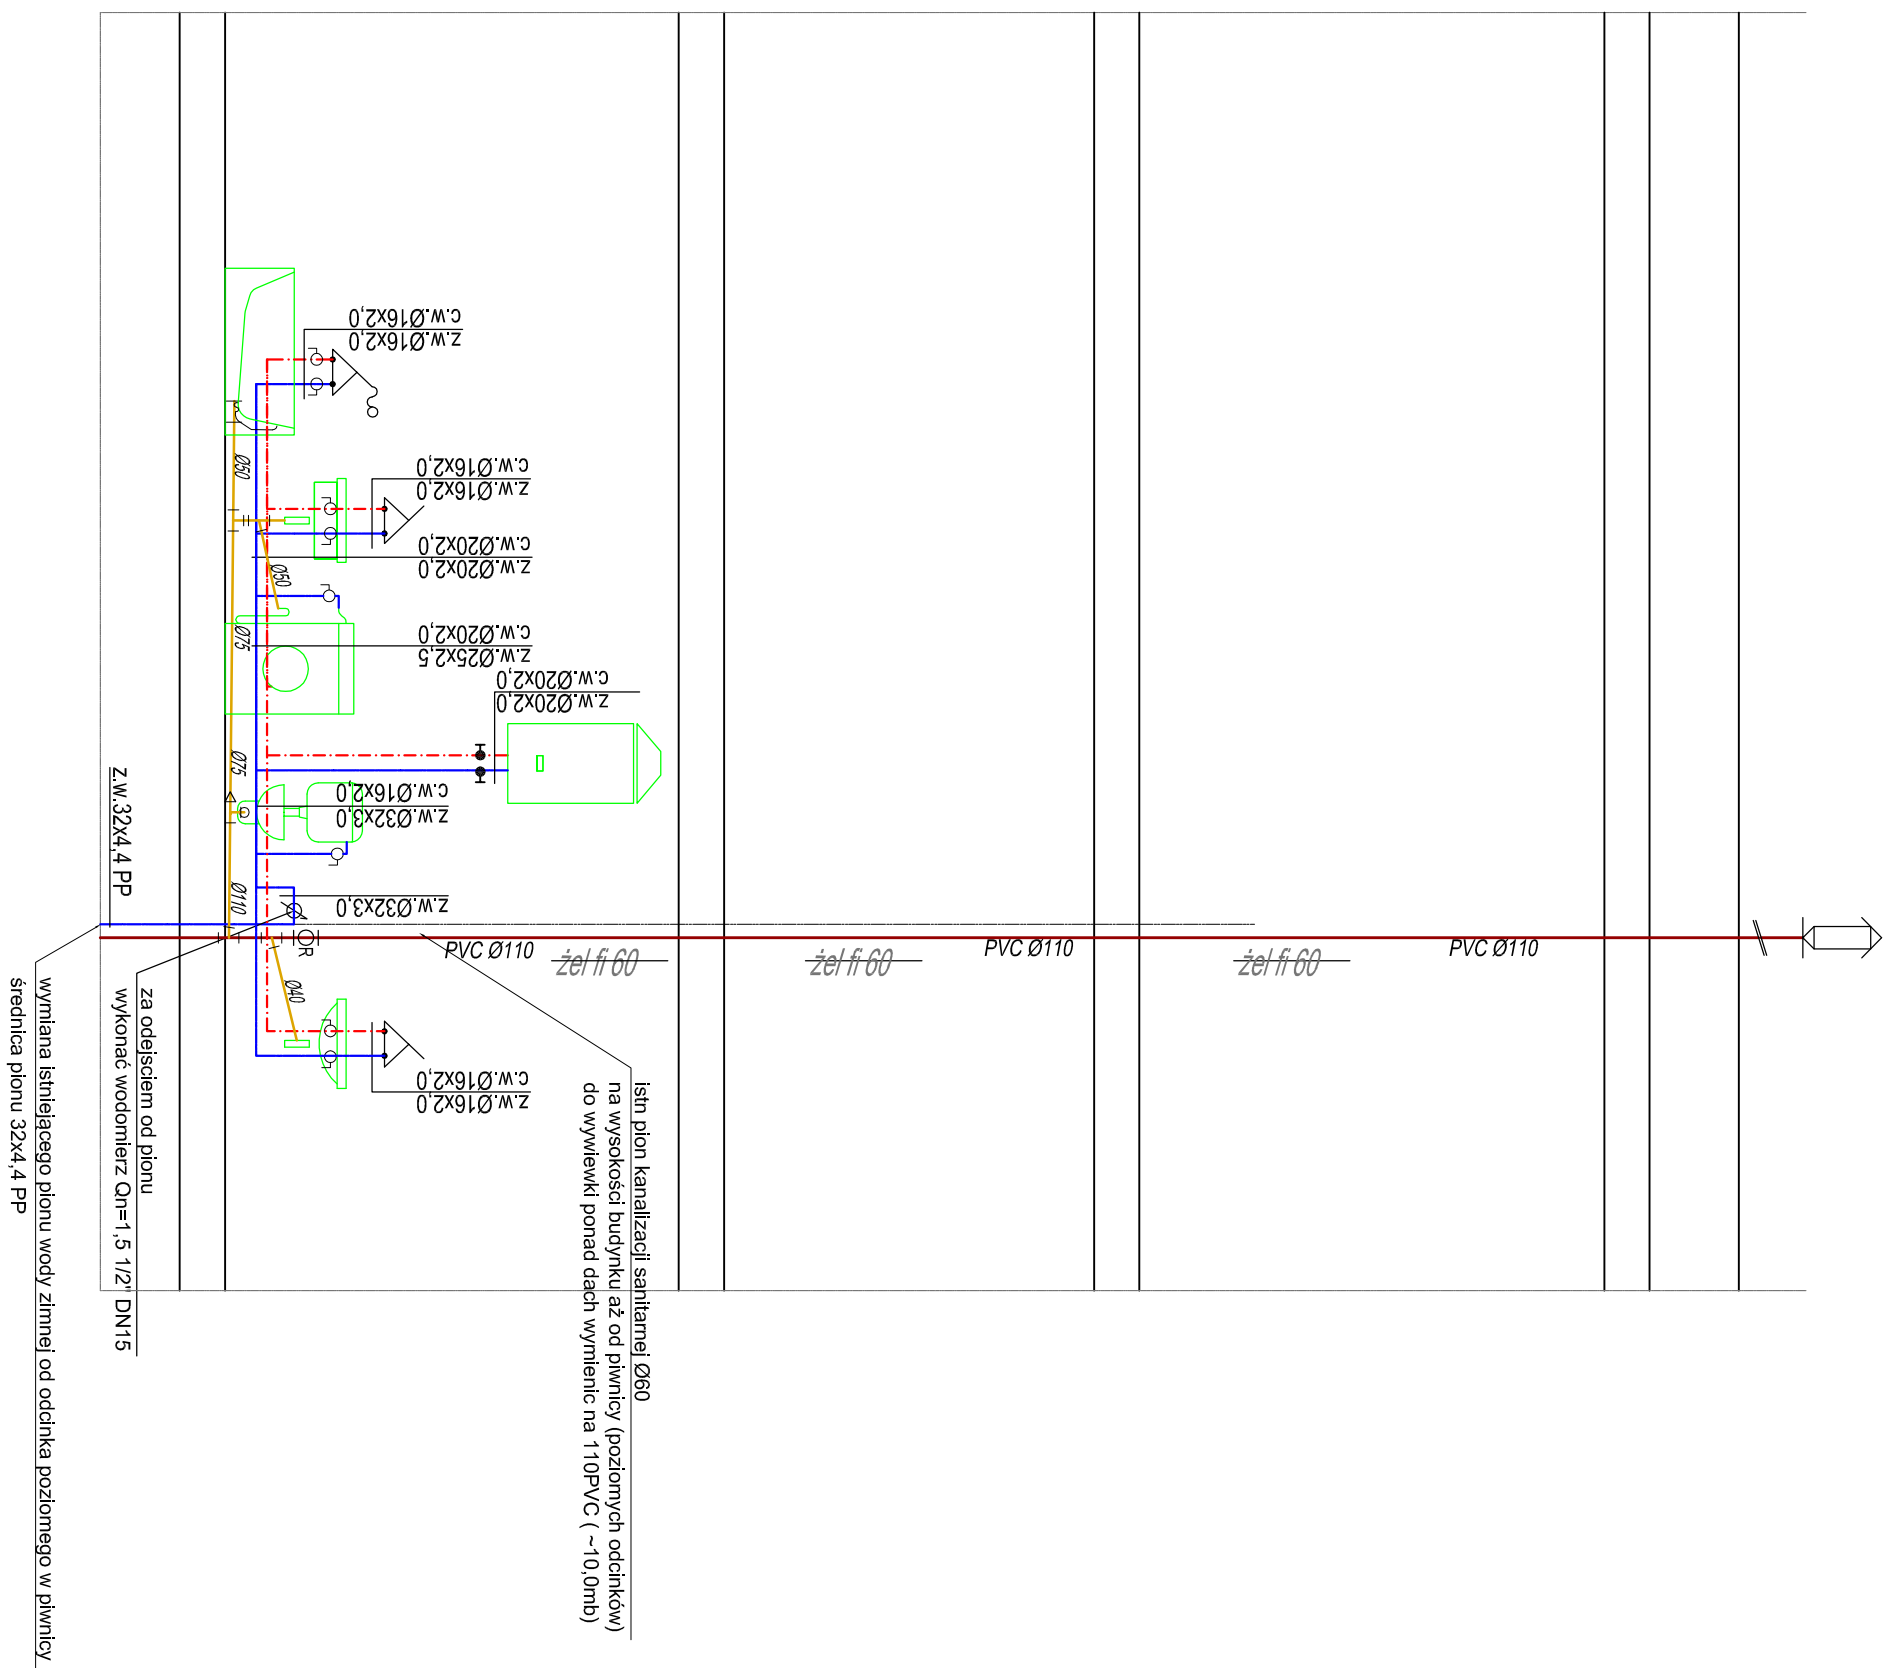 c.w.Ø16x2,0
z.w.Ø16x2,0
c.w.Ø16x2,0
z.w.Ø16x2,0
c.w.Ø20x2,0
z.w.Ø20x2,0
c.w.Ø20x2,0
z.w.Ø25x2,5
c.w.Ø20x2,0
z.w.Ø20x2,0
c.w.Ø16x2,0
z.w.Ø32x3,0
z.w.Ø32x3,0
c.w.Ø16x2,0
z.w.Ø16x2,0
Ø50
Ø50
Ø75
Ø75
Ø110
Ø40
R
z.w.32x4,4 PP
PVC Ø110
żel fi 60
żel fi 60
PVC Ø110
żel fi 60
PVC Ø110
istn pion kanalizacji sanitarnej Ø60
na wysokości budynku aż od piwnicy (poziomych odcinków)
do wywiewki ponad dach wymienic na 110PVC ( ~10,0mb)
za odejsciem od pionu
wykonać wodomierz Qn=1,5 1/2" DN15
wymiana istniejącego pionu wody zimnej od odcinka poziomego w piwnicy
średnica pionu 32x4,4 PP